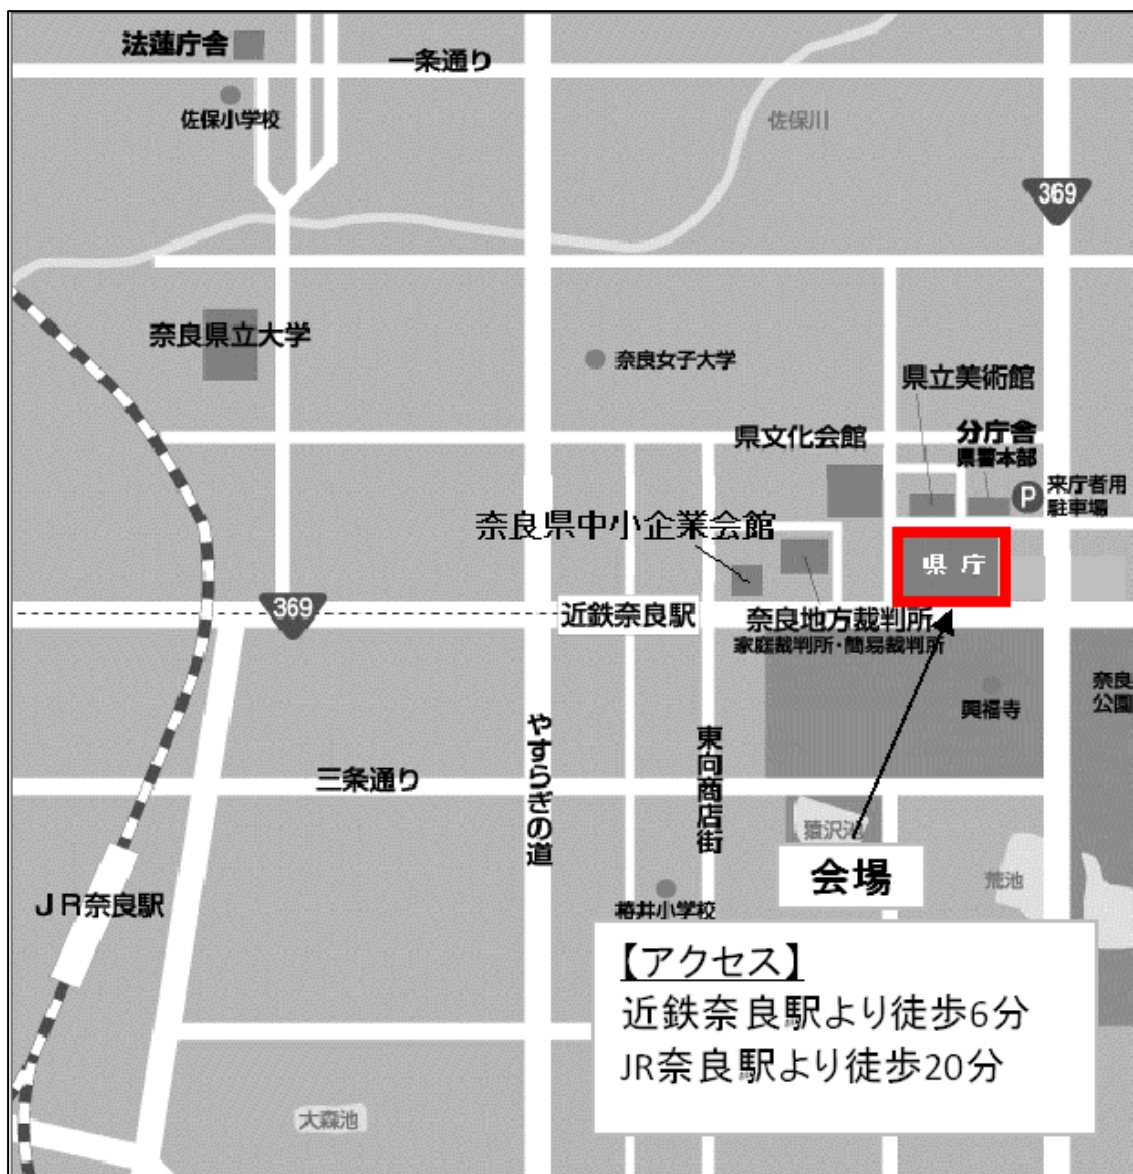 法蓮庁舎
一条通り
佐保小学校
佐保川
369
奈良県立大学
奈良女子大学
県立美術館
県文化会館
分庁舎
県警本部
P
来庁者用
駐車場
奈良県中小企業会館
県庁
369
近鉄奈良駅
奈良地方裁判所
家庭裁判所・簡易裁判所
興福寺
奈良
公園
やすらぎの道
東向商店街
三条通り
猿沢池
会場
荒池
JR奈良駅
椿井小学校
【アクセス】
近鉄奈良駅より徒歩6分
JR奈良駅より徒歩20分
大森池